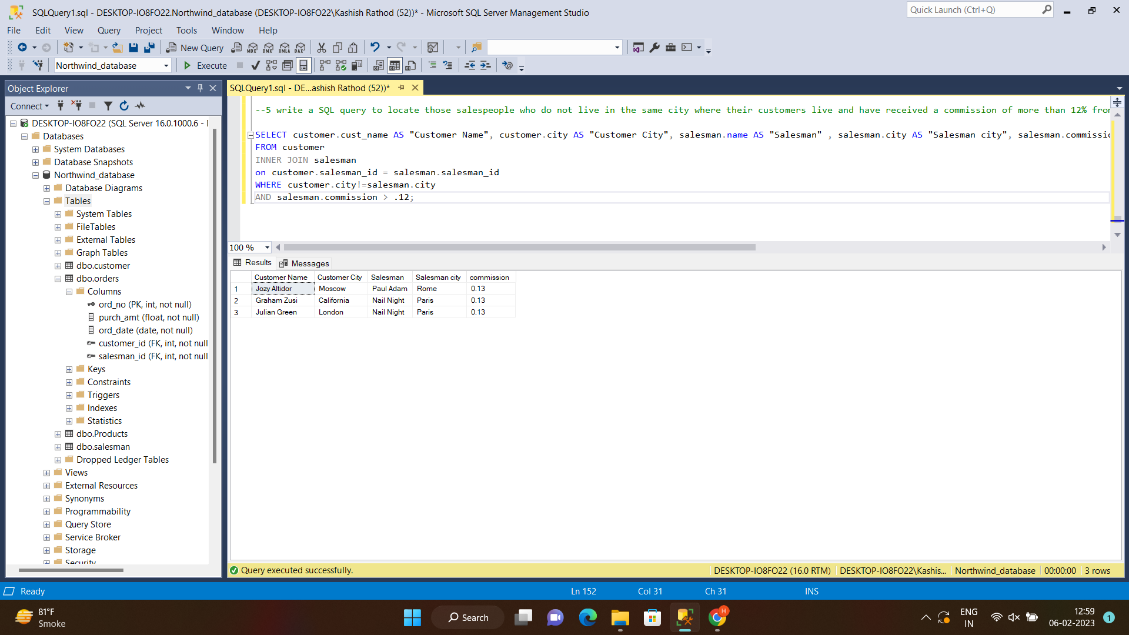 SQLQuery1.sql - DESKTOP-IO8FO22.Northwind_database (DESKTOP-IO8FO22\Kashish Rathod (52))* - Microsoft SQL Server Management Studio
Quick Launch (Ctrl+Q)
File Edit View Query Project Tools Window Help
New Query
Northwind_database
Execute
Object Explorer
SQLQuery1.sql - DE...ashish Rathod (52))*
Connect
DESKTOP-IO8FO22 (SQL Server 16.0.1000.6 - I
Databases
System Databases
Database Snapshots
Northwind_database
Database Diagrams
Tables
System Tables
FileTables
External Tables
Graph Tables
dbo.customer
dbo.orders
Columns
ord_no (PK, int, not null)
purch_amt (float, not null)
ord_date (date, not null)
customer_id (FK, int, not null
salesman_id (FK, int, not null
Keys
Constraints
Triggers
Indexes
Statistics
dbo.Products
dbo.salesman
Dropped Ledger Tables
Views
External Resources
Synonyms
Programmability
Query Store
Service Broker
Storage
Security
--5 write a SQL query to locate those salespeople who do not live in the same city where their customers live and have received a commission of more than 12% from
SELECT customer.cust_name AS "Customer Name", customer.city AS "Customer City", salesman.name AS "Salesman" , salesman.city AS "Salesman city", salesman.commissio
FROM customer
INNER JOIN salesman
on customer.salesman_id = salesman.salesman_id
WHERE customer.city!=salesman.city
AND salesman.commission > .12;
100 %
Results Messages
Customer Name Customer City Salesman Salesman city commission
1 Jozy Altidor Moscow Paul Adam Rome 0.13
2 Graham Zusi California Nail Night Paris 0.13
3 Julian Green London Nail Night Paris 0.13
Query executed successfully.
DESKTOP-IO8FO22 (16.0 RTM) DESKTOP-IO8FO22\Kashis... Northwind_database 00:00:00 3 rows
Ready Ln 152 Col 31 Ch 31 INS
81°F
Smoke
Search
ENG
IN
12:59
06-02-2023
1